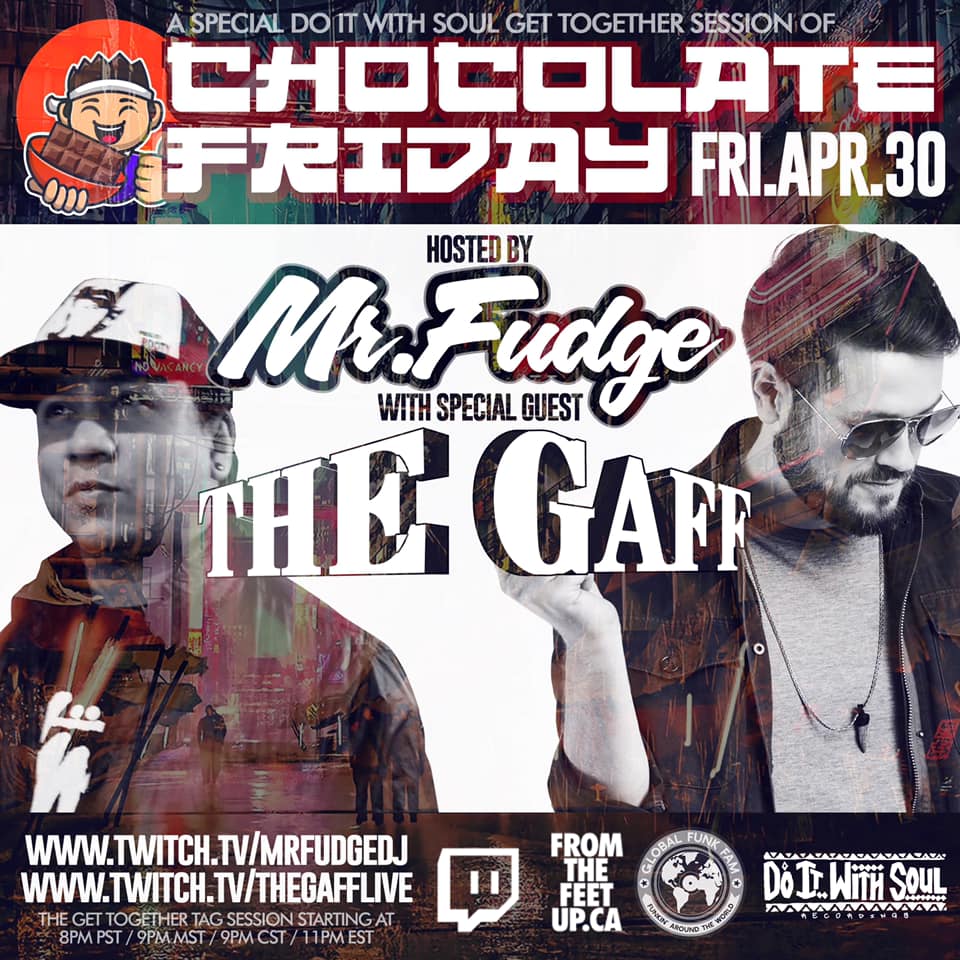 A SPECIAL DO IT WITH SOUL GET TOGETHER SESSION OF
CHOCOLATE
FRIDAY FRI.APR.30
HOSTED BY
Mr.Fudge
NO VACANCY
WITH SPECIAL GUEST
THE GAFF
WWW.TWITCH.TV/MRFUDGEDJ
WWW.TWITCH.TV/THEGAFFLIVE
THE GET TOGETHER TAG SESSION STARTING AT
8PM PST / 9PM MST / 9PM CST / 11PM EST
FROM
THE
FEET
UP.CA
GLOBAL FUNK FAM
FUNKIN' AROUND THE WORLD
DO IT WITH SOUL
RECORDINGS